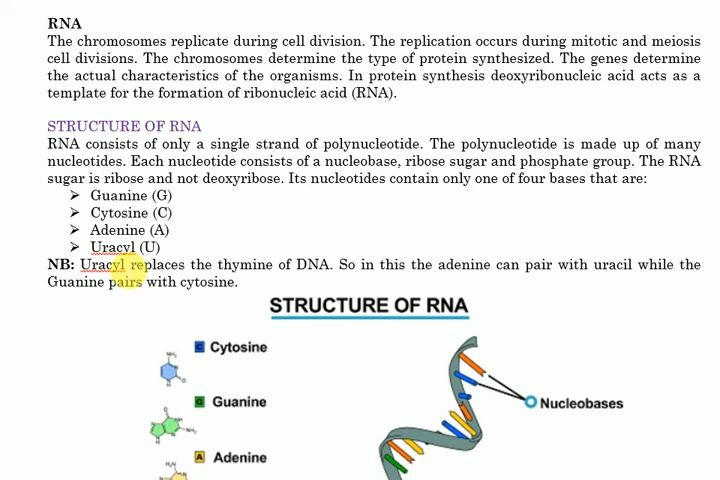 RNA
The chromosomes replicate during cell division. The replication occurs during mitotic and meiosis
cell divisions. The chromosomes determine the type of protein synthesized. The genes determine
the actual characteristics of the organisms. In protein synthesis deoxyribonucleic acid acts as a
template for the formation of ribonucleic acid (RNA).
STRUCTURE OF RNA
RNA consists of only a single strand of polynucleotide. The polynucleotide is made up of many
nucleotides. Each nucleotide consists of a nucleobase, ribose sugar and phosphate group. The RNA
sugar is ribose and not deoxyribose. Its nucleotides contain only one of four bases that are:
➢ Guanine (G)
➢ Cytosine (C)
➢ Adenine (A)
➢ Uracyl (U)
NB: Uracyl replaces the thymine of DNA. So in this the adenine can pair with uracil while the
Guanine pairs with cytosine.
STRUCTURE OF RNA
C Cytosine
G Guanine
Nucleobases
A Adenine